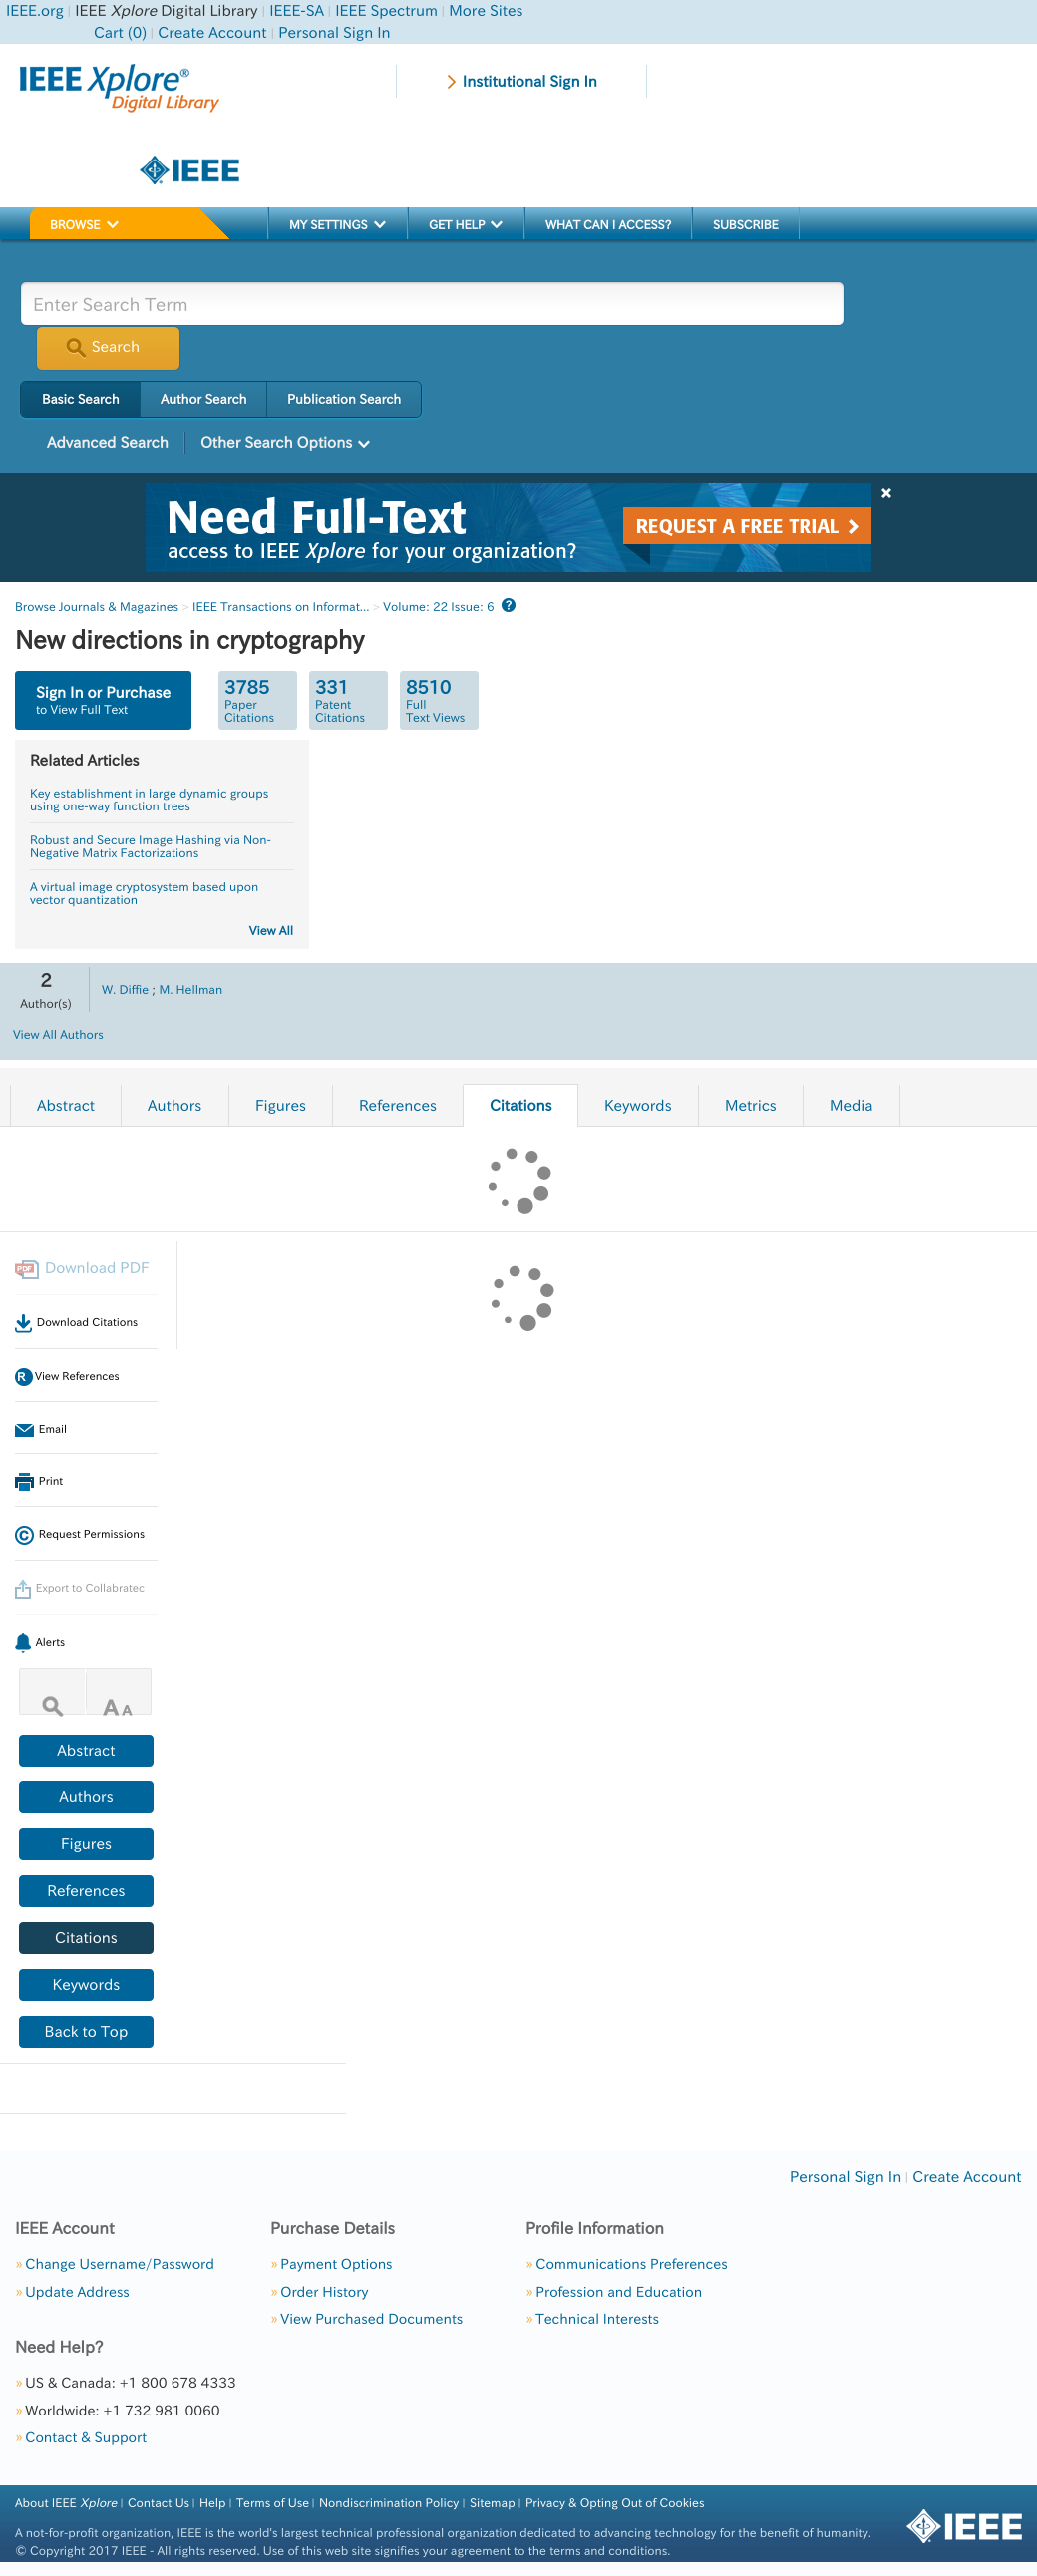 IEEE.org | IEEE Xplore Digital Library | IEEE-SA | IEEE Spectrum | More Sites
Cart (0) | Create Account | Personal Sign In
IEEE Xplore®
Digital Library
Institutional Sign In
IEEE
BROWSE
MY SETTINGS
GET HELP
WHAT CAN I ACCESS?
SUBSCRIBE
Enter Search Term
Search
Basic Search
Author Search
Publication Search
Advanced Search
Other Search Options
Need Full-Text
access to IEEE Xplore for your organization?
REQUEST A FREE TRIAL
Browse Journals & Magazines > IEEE Transactions on Informat... > Volume: 22 Issue: 6 ?
New directions in cryptography
Sign In or Purchase
to View Full Text
3785
Paper
Citations
331
Patent
Citations
8510
Full
Text Views
Related Articles
Key establishment in large dynamic groups
using one-way function trees
Robust and Secure Image Hashing via Non-
Negative Matrix Factorizations
A virtual image cryptosystem based upon
vector quantization
View All
2
Author(s)
W. Diffie ; M. Hellman
View All Authors
Abstract
Authors
Figures
References
Citations
Keywords
Metrics
Media
PDF Download PDF
Download Citations
R View References
Email
Print
© Request Permissions
Export to Collabratec
Alerts
A A
Abstract
Authors
Figures
References
Citations
Keywords
Back to Top
Personal Sign In | Create Account
IEEE Account
» Change Username/Password
» Update Address
Purchase Details
» Payment Options
» Order History
» View Purchased Documents
Profile Information
» Communications Preferences
» Profession and Education
» Technical Interests
Need Help?
» US & Canada: +1 800 678 4333
» Worldwide: +1 732 981 0060
» Contact & Support
About IEEE Xplore | Contact Us | Help | Terms of Use | Nondiscrimination Policy | Sitemap | Privacy & Opting Out of Cookies
A not-for-profit organization, IEEE is the world's largest technical professional organization dedicated to advancing technology for the benefit of humanity.
© Copyright 2017 IEEE - All rights reserved. Use of this web site signifies your agreement to the terms and conditions.
IEEE